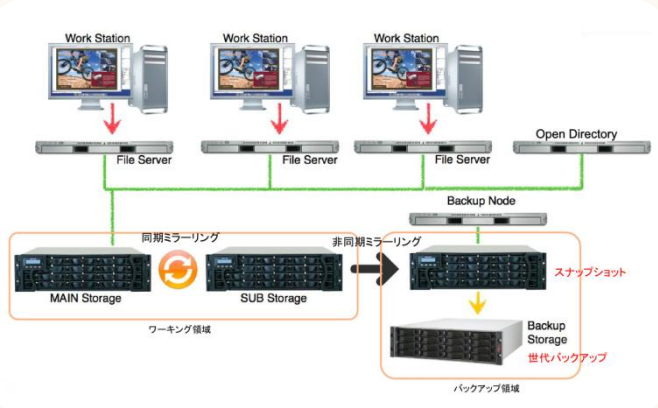 Work Station
Work Station
Work Station
File Server
File Server
File Server
Open Directory
Backup Node
同期ミラーリング
非同期ミラーリング
MAIN Storage
SUB Storage
スナップショット
ワーキング領域
Backup
Storage
世代バックアップ
バックアップ領域